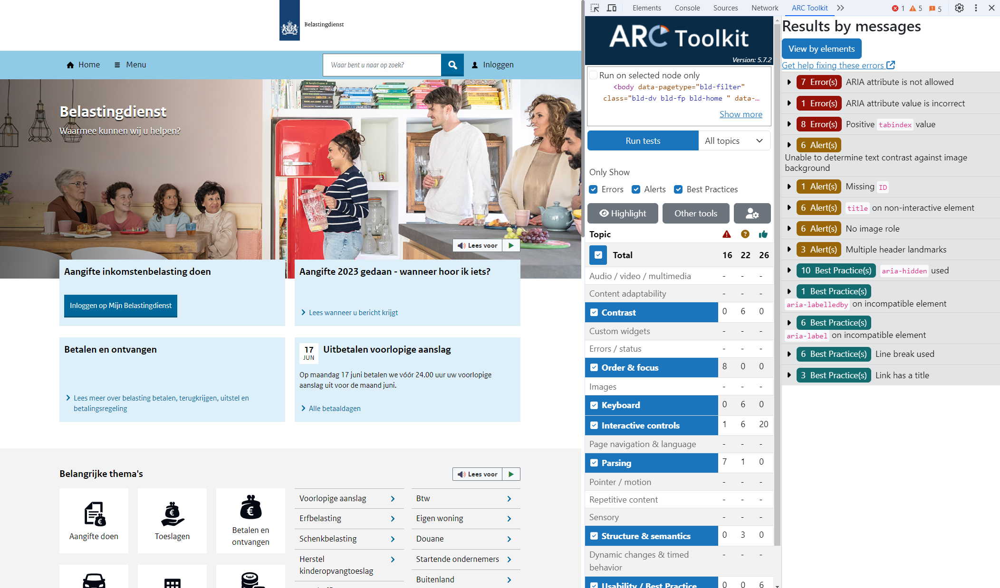 Belastingdienst
Home
Menu
Waar bent u naar op zoek?
Inloggen
Belastingdienst
Waarmee kunnen wij u helpen?
Lees voor
Aangifte inkomstenbelasting doen
Inloggen op Mijn Belastingdienst
Aangifte 2023 gedaan - wanneer hoor ik iets?
Lees wanneer u bericht krijgt
Betalen en ontvangen
Lees meer over belasting betalen, terugkrijgen, uitstel en
betalingsregeling
17
JUN
Uitbetalen voorlopige aanslag
Op maandag 17 juni betalen we vóór 24.00 uur uw voorlopige
aanslag uit voor de maand juni.
Alle betaaldagen
Belangrijke thema's
Lees voor
Aangifte doen
Toeslagen
Betalen en
ontvangen
Voorlopige aanslag
Erfbelasting
Schenkbelasting
Herstel
kinderopvangtoeslag
Btw
Eigen woning
Douane
Startende ondernemers
Buitenland
Elements
Console
Sources
Network
ARC Toolkit
1
5
5
ARC Toolkit
Version: 5.7.2
Run on selected node only
<body data-pagetype="bld-filter"
class="bld-dv bld-fp bld-home " data-…
Show more
Run tests
All topics
Only Show
Errors
Alerts
Best Practices
Highlight
Other tools
Topic
Total 16 22 26
Audio / video / multimedia - - -
Content adaptability - - -
Contrast 0 6 0
Custom widgets - - -
Errors / status - - -
Order & focus 8 0 0
Images - - -
Keyboard 0 6 0
Interactive controls 1 6 20
Page navigation & language - - -
Parsing 7 1 0
Pointer / motion - - -
Repetitive content - - -
Sensory - - -
Structure & semantics 0 3 0
Dynamic changes & timed - - -
behavior
Usability / Best Practice 0 0 6
Results by messages
View by elements
Get help fixing these errors
7 Error(s) ARIA attribute is not allowed
1 Error(s) ARIA attribute value is incorrect
8 Error(s) Positive tabindex value
6 Alert(s)
Unable to determine text contrast against image
background
1 Alert(s) Missing ID
6 Alert(s) title on non-interactive element
6 Alert(s) No image role
3 Alert(s) Multiple header landmarks
10 Best Practice(s) aria-hidden used
1 Best Practice(s)
aria-labelledby on incompatible element
6 Best Practice(s)
aria-label on incompatible element
6 Best Practice(s) Line break used
3 Best Practice(s) Link has a title